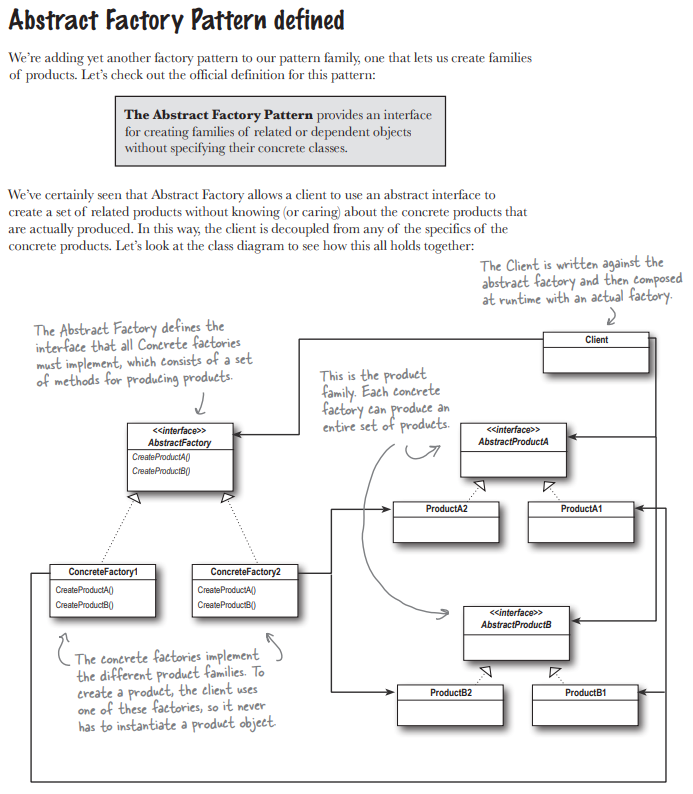 Abstract Factory Pattern defined
We're adding yet another factory pattern to our pattern family, one that lets us create families
of products. Let's check out the official definition for this pattern:
The Abstract Factory Pattern provides an interface
for creating families of related or dependent objects
without specifying their concrete classes.
We've certainly seen that Abstract Factory allows a client to use an abstract interface to
create a set of related products without knowing (or caring) about the concrete products that
are actually produced. In this way, the client is decoupled from any of the specifics of the
concrete products. Let's look at the class diagram to see how this all holds together:
The Client is written against the
abstract factory and then composed
at runtime with an actual factory.
The Abstract Factory defines the
interface that all Concrete factories
must implement, which consists of a set
of methods for producing products.
Client
This is the product
family. Each concrete
factory can produce an
entire set of products.
<<interface>>
AbstractFactory
CreateProductA()
CreateProductB()
<<interface>>
AbstractProductA
ProductA2
ProductA1
ConcreteFactory1
CreateProductA()
CreateProductB()
ConcreteFactory2
CreateProductA()
CreateProductB()
<<interface>>
AbstractProductB
The concrete factories implement
the different product families. To
create a product, the client uses
one of these factories, so it never
has to instantiate a product object.
ProductB2
ProductB1